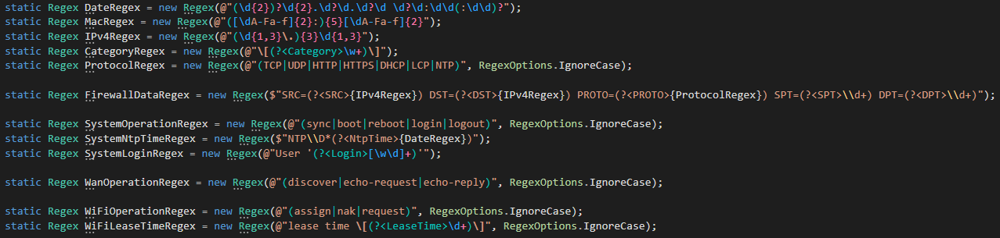 static Regex DateRegex = new Regex(@"(\d{2})?\d{2}.\d?\d.\d?\d \d?\d:\d\d(:\d\d)?");
static Regex MacRegex = new Regex(@"([\dA-Fa-f]{2}:){5}[\dA-Fa-f]{2}");
static Regex IPv4Regex = new Regex(@"(\d{1,3}\.){3}\d{1,3}");
static Regex CategoryRegex = new Regex(@"\[(?<Category>\w+)\]");
static Regex ProtocolRegex = new Regex(@"(TCP|UDP|HTTP|HTTPS|DHCP|LCP|NTP)", RegexOptions.IgnoreCase);
static Regex FirewallDataRegex = new Regex($"SRC=(?<SRC>{IPv4Regex}) DST=(?<DST>{IPv4Regex}) PROTO=(?<PROTO>{ProtocolRegex}) SPT=(?<SPT>\\d+) DPT=(?<DPT>\\d+)");
static Regex SystemOperationRegex = new Regex(@"(sync|boot|reboot|login|logout)", RegexOptions.IgnoreCase);
static Regex SystemNtpTimeRegex = new Regex($"NTP\\D*(?<NtpTime>{DateRegex})");
static Regex SystemLoginRegex = new Regex(@"User '(?<Login>[\w\d]+)'");
static Regex WanOperationRegex = new Regex(@"(discover|echo-request|echo-reply)", RegexOptions.IgnoreCase);
static Regex WiFiOperationRegex = new Regex(@"(assign|nak|request)", RegexOptions.IgnoreCase);
static Regex WiFiLeaseTimeRegex = new Regex(@"lease time \[(?<LeaseTime>\d+)\]", RegexOptions.IgnoreCase);